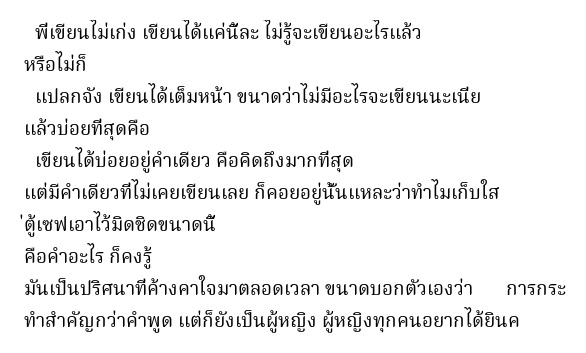 พี่เขียนไม่เก่ง เขียนได้แค่นี้ละ ไม่รู้จะเขียนอะไรแล้ว
หรือไม่ก็
แปลกจัง เขียนได้เต็มหน้า ขนาดว่าไม่มีอะไรจะเขียนนะเนี่ย
แล้วบ่อยที่สุดคือ
เขียนได้บ่อยอยู่คำเดียว คือคิดถึงมากที่สุด
แต่มีคำเดียวที่ไม่เคยเขียนเลย ก็คอยอยู่นั่นแหละว่าทำไมเก็บใส
่ตู้เซฟเอาไว้มิดชิดขนาดนี้
คือคำอะไร ก็คงรู้
มันเป็นปริศนาที่ค้างคาใจมาตลอดเวลา ขนาดบอกตัวเองว่า การกระ
ทำสำคัญกว่าคำพูด แต่ก็ยังเป็นผู้หญิง ผู้หญิงทุกคนอยากได้ยินค